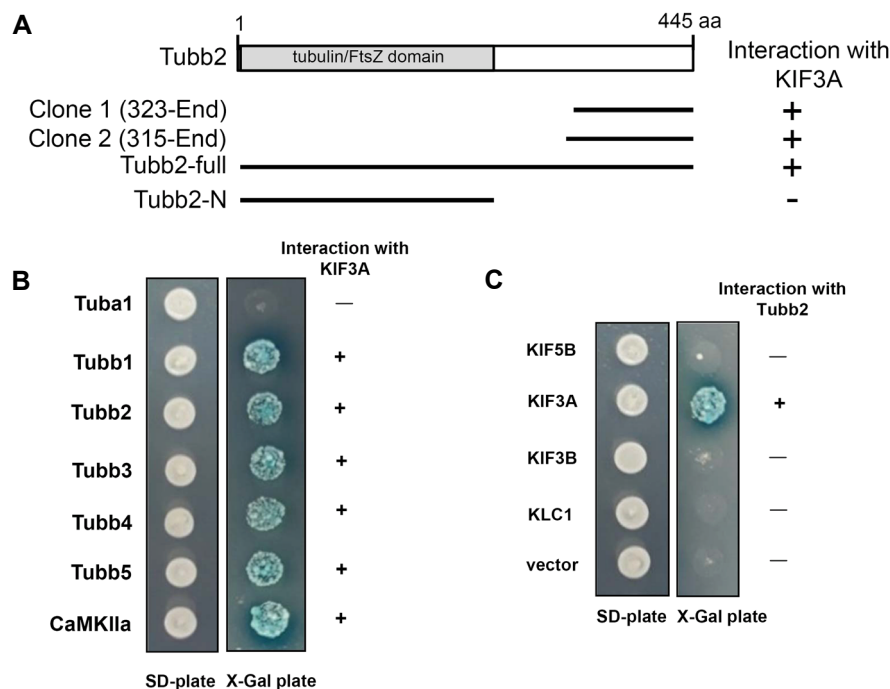 A
1
445 aa
Tubb2
tubulin/FtsZ domain
Interaction with
KIF3A
Clone 1 (323-End)
+
Clone 2 (315-End)
+
Tubb2-full
+
Tubb2-N
-
B
Interaction with
KIF3A
Tuba1
—
Tubb1
+
Tubb2
+
Tubb3
+
Tubb4
+
Tubb5
+
CaMKIIa
+
SD-plate X-Gal plate
C
Interaction with
Tubb2
KIF5B
—
KIF3A
+
KIF3B
—
KLC1
—
vector
—
SD-plate X-Gal plate